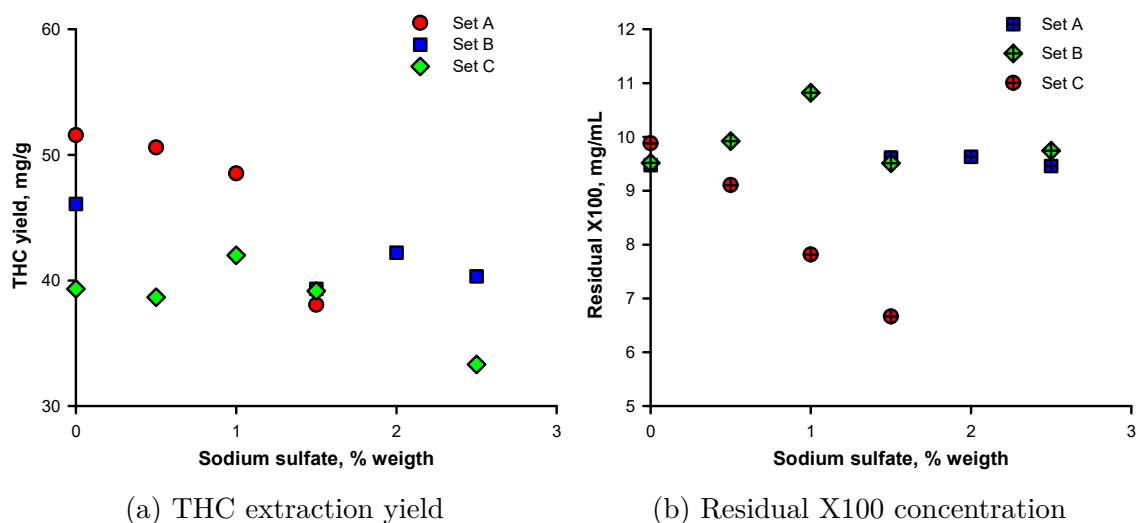 60
50
40
30
THC yield, mg/g
Set A
Set B
Set C
0
1
2
3
Sodium sulfate, % weigth
(a) THC extraction yield
12
11
10
9
8
7
6
5
Residual X100, mg/mL
Set A
Set B
Set C
0
1
2
3
Sodium sulfate, % weigth
(b) Residual X100 concentration